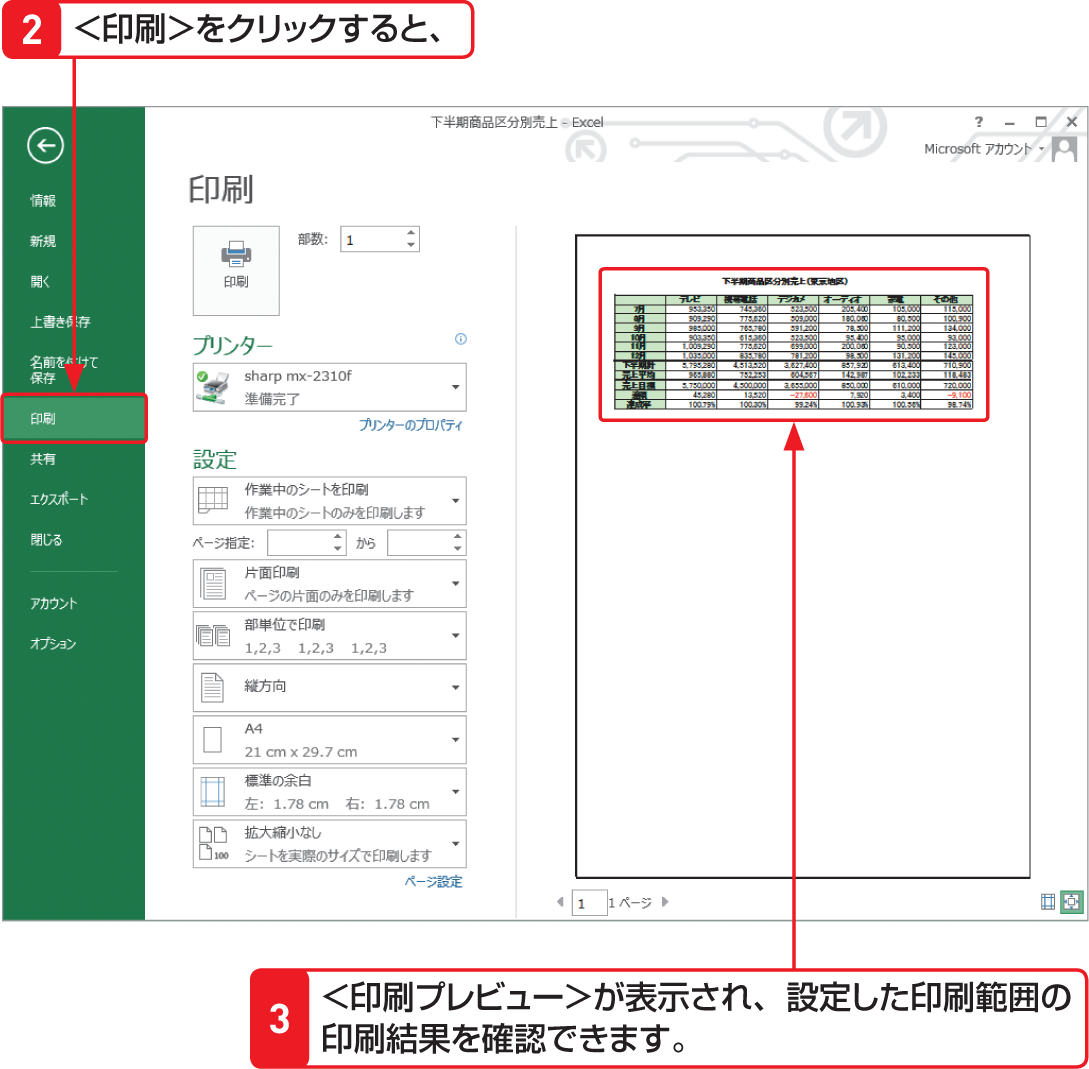 2 ＜印刷＞をクリックすると、
下半期商品区分別売上 - Excel
?
Microsoft アカウント
情報
新規
開く
上書き保存
名前を付けて
保存
印刷
共有
エクスポート
閉じる
アカウント
オプション
印刷
印刷
部数: 1
プリンター
sharp mx-2310f
準備完了
プリンターのプロパティ
設定
作業中のシートを印刷
作業中のシートのみを印刷します
ページ指定: から
片面印刷
ページの片面のみを印刷します
部単位で印刷
1,2,3 1,2,3 1,2,3
縦方向
A4
21 cm x 29.7 cm
標準の余白
左: 1.78 cm 右: 1.78 cm
100
拡大縮小なし
シートを実際のサイズで印刷します
ページ設定
下半期商品区分別売上(東京地区)
テレビ 携帯電話 デジカメ オーディオ 家電 その他
7月 953,350 745,360 523,500 205,400 105,000 115,000
8月 909,290 775,620 509,000 180,060 80,500 100,900
9月 985,000 765,780 591,200 78,500 111,200 134,000
10月 903,350 615,360 523,500 95,400 95,000 93,000
11月 1,009,290 775,620 699,000 200,060 90,500 123,000
12月 1,035,000 835,780 781,200 98,500 131,200 145,000
下半期計 5,795,280 4,513,520 3,627,400 857,920 613,400 710,900
売上平均 965,880 752,253 604,567 142,987 102,233 118,483
売上目標 5,750,000 4,500,000 3,655,000 850,000 610,000 720,000
差額 45,280 13,520 -27,600 7,920 3,400 -9,100
達成率 100.79% 100.30% 99.24% 100.93% 100.56% 98.74%
1 1 ページ
3 ＜印刷プレビュー＞が表示され、設定した印刷範囲の
印刷結果を確認できます。